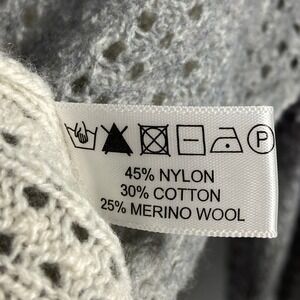 P
45% NYLON
30% COTTON
25% MERINO WOOL